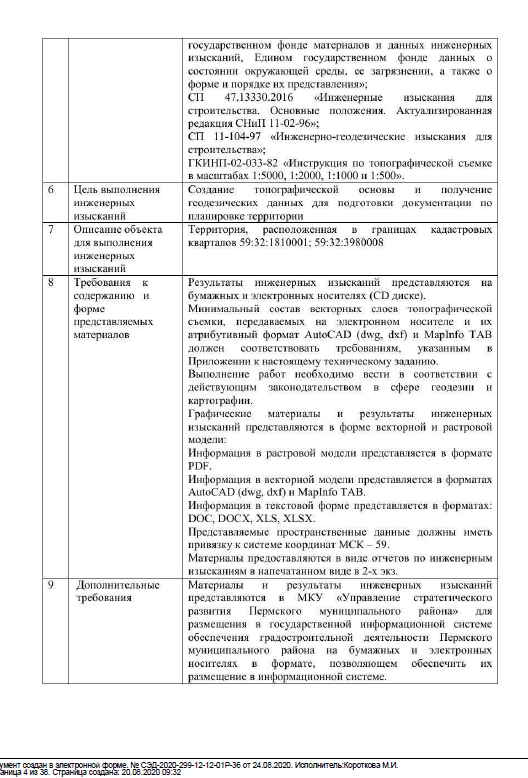 государственном фонде материалов и данных инженерных
изысканий, Едином государственном фонде данных о
состоянии окружающей среды, ее загрязнении, а также о
форме и порядке их представления»;
СП 47.13330.2016 «Инженерные изыскания для
строительства. Основные положения. Актуализированная
редакция СНиП 11-02-96»;
СП 11-104-97 «Инженерно-геодезические изыскания для
строительства»;
ГКИНП-02-033-82 «Инструкция по топографической съемке
в масштабах 1:5000, 1:2000, 1:1000 и 1:500».
6
Цель выполнения
инженерных
изысканий
Создание топографической основы и получение
геодезических данных для подготовки документации по
планировке территории
7
Описание объекта
для выполнения
инженерных
изысканий
Территория, расположенная в границах кадастровых
кварталов 59:32:1810001; 59:32:3980008
8
Требования к
содержанию и
форме
представляемых
материалов
Результаты инженерных изысканий представляются на
бумажных и электронных носителях (CD диске).
Минимальный состав векторных слоев топографической
съемки, передаваемых на электронном носителе и их
атрибутивный формат AutoCAD (dwg, dxf) и MapInfo TAB
должен соответствовать требованиям, указанным в
Приложении к настоящему техническому заданию.
Выполнение работ необходимо вести в соответствии с
действующим законодательством в сфере геодезии и
картографии.
Графические материалы и результаты инженерных
изысканий представляются в форме векторной и растровой
модели:
Информация в растровой модели представляется в формате
PDF.
Информация в векторной модели представляется в форматах
AutoCAD (dwg, dxf) и MapInfo TAB.
Информация в текстовой форме представляется в форматах:
DOC, DOCX, XLS, XLSX.
Представляемые пространственные данные должны иметь
привязку к системе координат МСК – 59.
Материалы предоставляются в виде отчетов по инженерным
изысканиям в напечатанном виде в 2-х экз.
9
Дополнительные
требования
Материалы и результаты инженерных изысканий
представляются в МКУ «Управление стратегического
развития Пермского муниципального района» для
размещения в государственной информационной системе
обеспечения градостроительной деятельности Пермского
муниципального района на бумажных и электронных
носителях в формате, позволяющем обеспечить их
размещение в информационной системе.
умент создан в электронной форме. № СЭД-2020-299-12-12-01Р-36 от 24.08.2020. Исполнитель:Короткова М.И.
аница 4 из 38. Страница создана: 20.08.2020 09:32